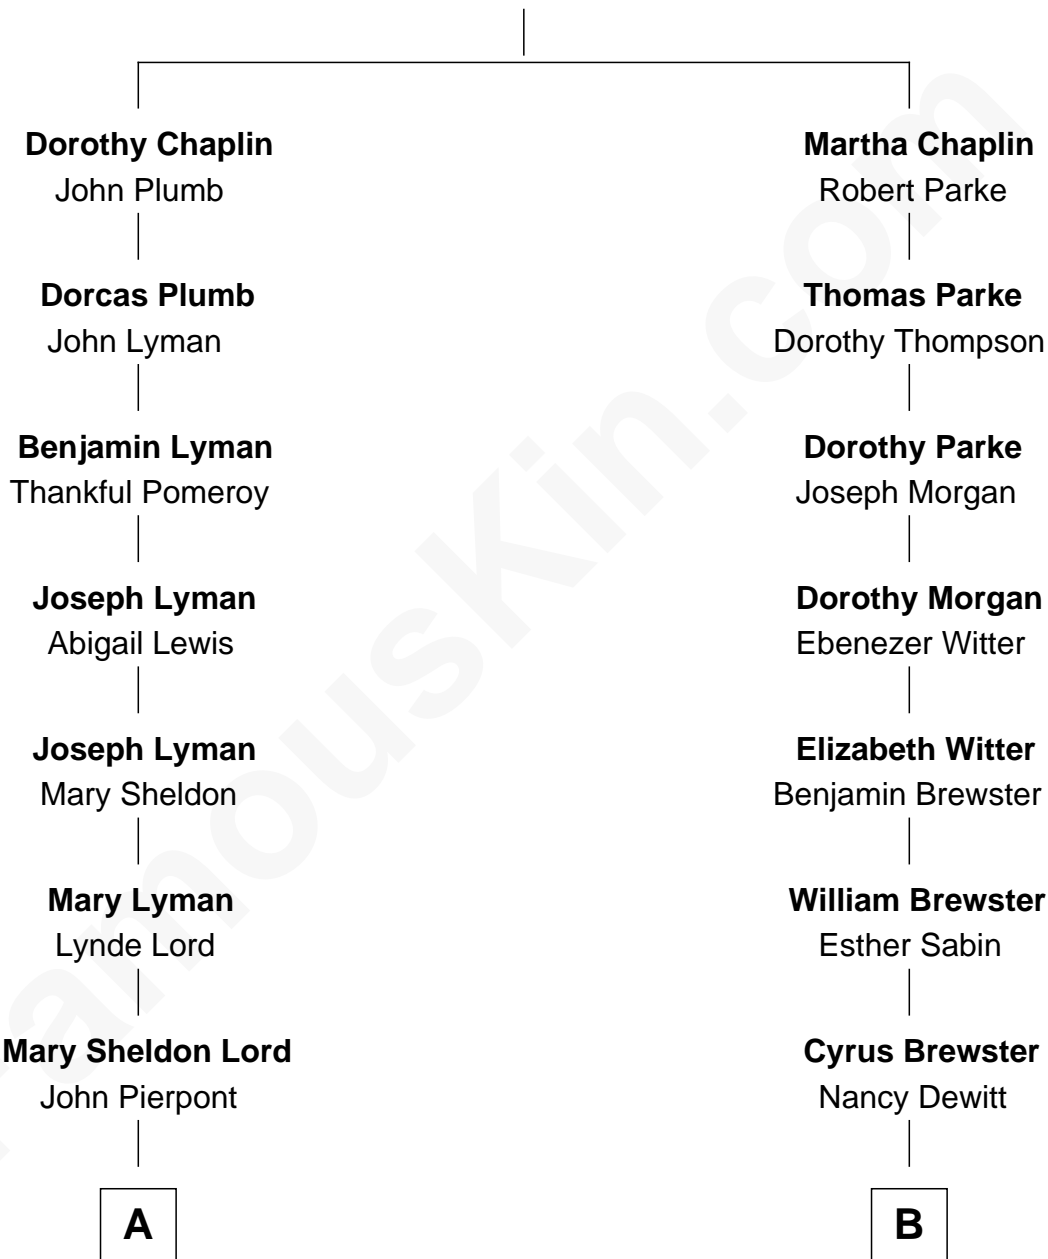 Dorothy Chaplin
John Plumb
Dorcas Plumb
John Lyman
Benjamin Lyman
Thankful Pomeroy
Joseph Lyman
Abigail Lewis
Joseph Lyman
Mary Sheldon
Mary Lyman
Lynde Lord
Mary Sheldon Lord
John Pierpont
A
Martha Chaplin
Robert Parke
Thomas Parke
Dorothy Thompson
Dorothy Parke
Joseph Morgan
Dorothy Morgan
Ebenezer Witter
Elizabeth Witter
Benjamin Brewster
William Brewster
Esther Sabin
Cyrus Brewster
Nancy Dewitt
B
FamousKin.com